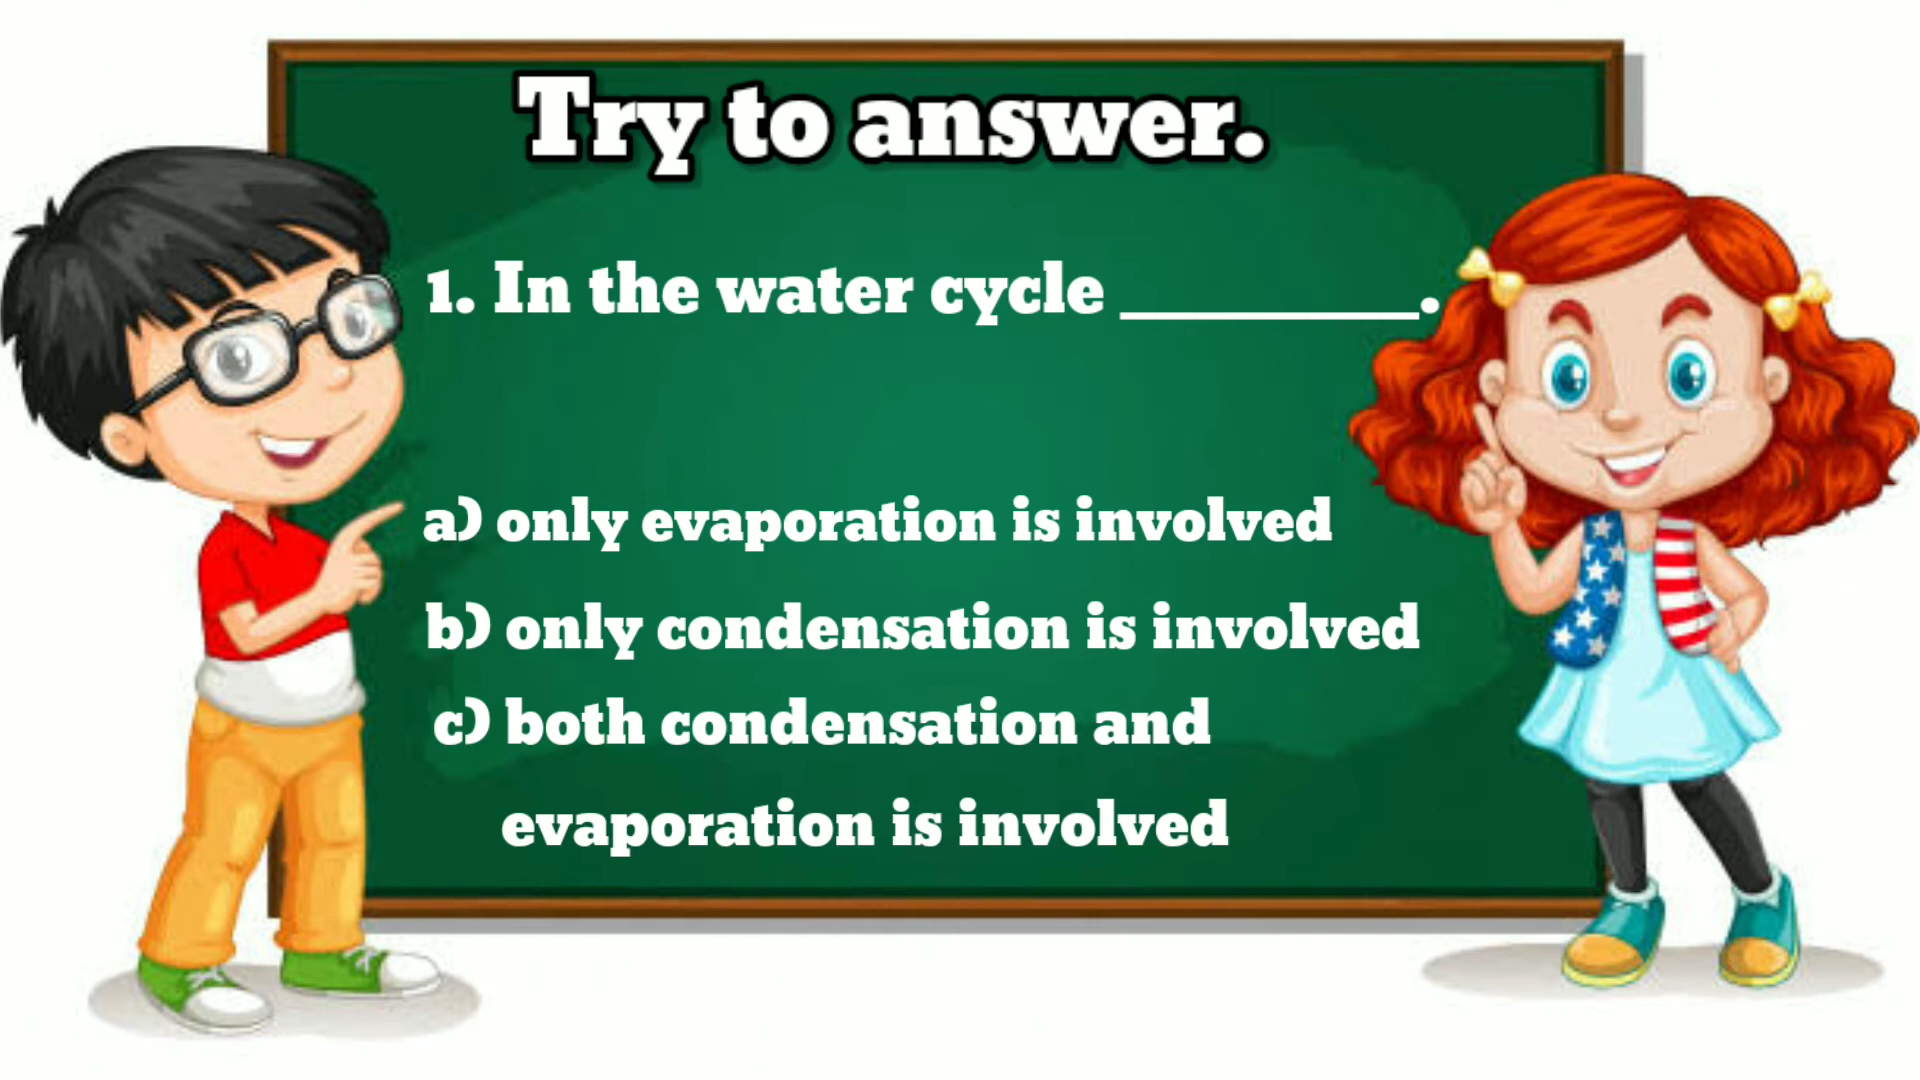 Try to answer.
1. In the water cycle __________.
a) only evaporation is involved
b) only condensation is involved
c) both condensation and
evaporation is involved